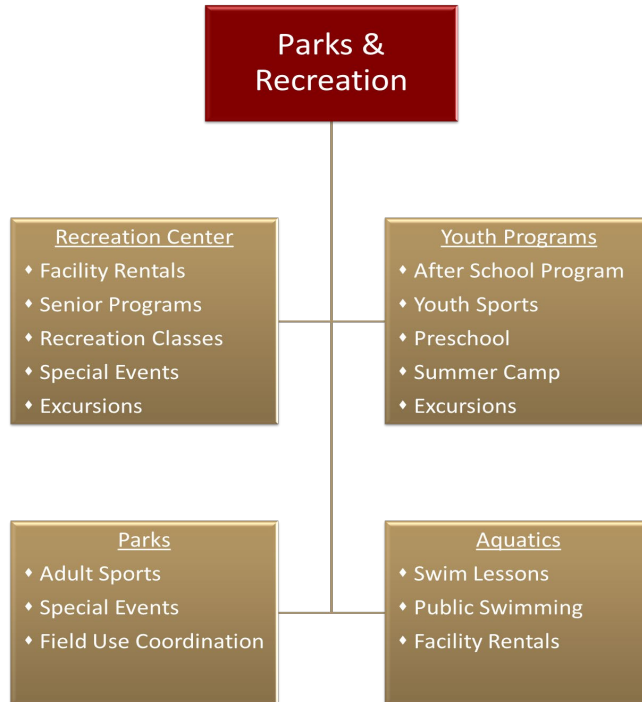 Parks &
Recreation
Recreation Center
♦ Facility Rentals
♦ Senior Programs
♦ Recreation Classes
♦ Special Events
♦ Excursions
Youth Programs
♦ After School Program
♦ Youth Sports
♦ Preschool
♦ Summer Camp
♦ Excursions
Parks
♦ Adult Sports
♦ Special Events
♦ Field Use Coordination
Aquatics
♦ Swim Lessons
♦ Public Swimming
♦ Facility Rentals